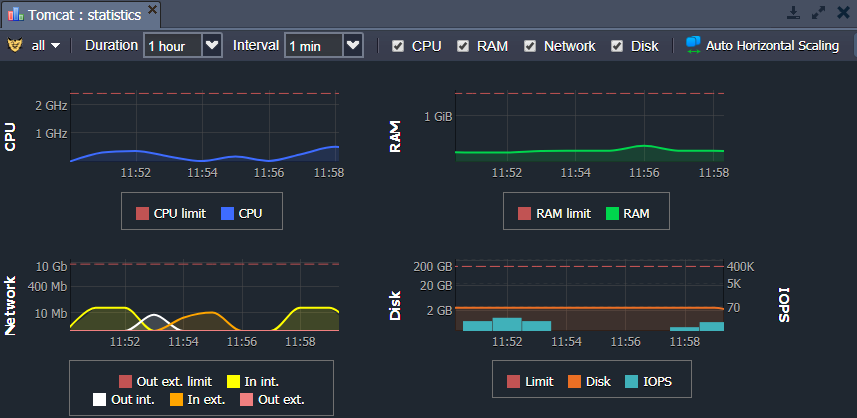 Tomcat : statistics
all Duration 1 hour Interval 1 min CPU RAM Network Disk Auto Horizontal Scaling
CPU
2 GHz
1 GHz
11:52 11:54 11:56 11:58
CPU limit CPU
RAM
1 GiB
11:52 11:54 11:56 11:58
RAM limit RAM
Network
10 Gb
400 Mb
10 Mb
11:52 11:54 11:56 11:58
Out ext. limit In int.
Out int. In ext. Out ext.
Disk
200 GB 400K
20 GB 5K
2 GB 70
IOPS
11:52 11:54 11:56 11:58
Limit Disk IOPS